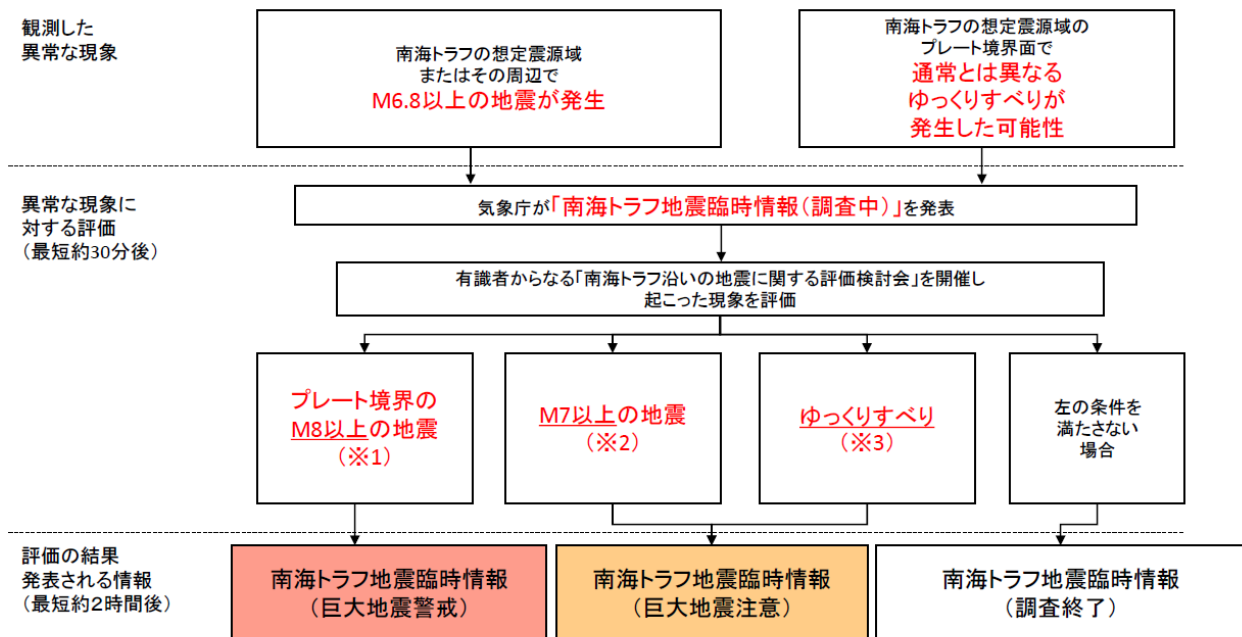 観測した
異常な現象
南海トラフの想定震源域
またはその周辺で
M6.8以上の地震が発生
南海トラフの想定震源域の
プレート境界面で
通常とは異なる
ゆっくりすべりが
発生した可能性
異常な現象に
対する評価
（最短約30分後）
気象庁が「南海トラフ地震臨時情報（調査中）」を発表
有識者からなる「南海トラフ沿いの地震に関する評価検討会」を開催し
起こった現象を評価
プレート境界の
M8以上の地震
（※1）
M7以上の地震
（※2）
ゆっくりすべり
（※3）
左の条件を
満たさない
場合
評価の結果
発表される情報
（最短約２時間後）
南海トラフ地震臨時情報
（巨大地震警戒）
南海トラフ地震臨時情報
（巨大地震注意）
南海トラフ地震臨時情報
（調査終了）